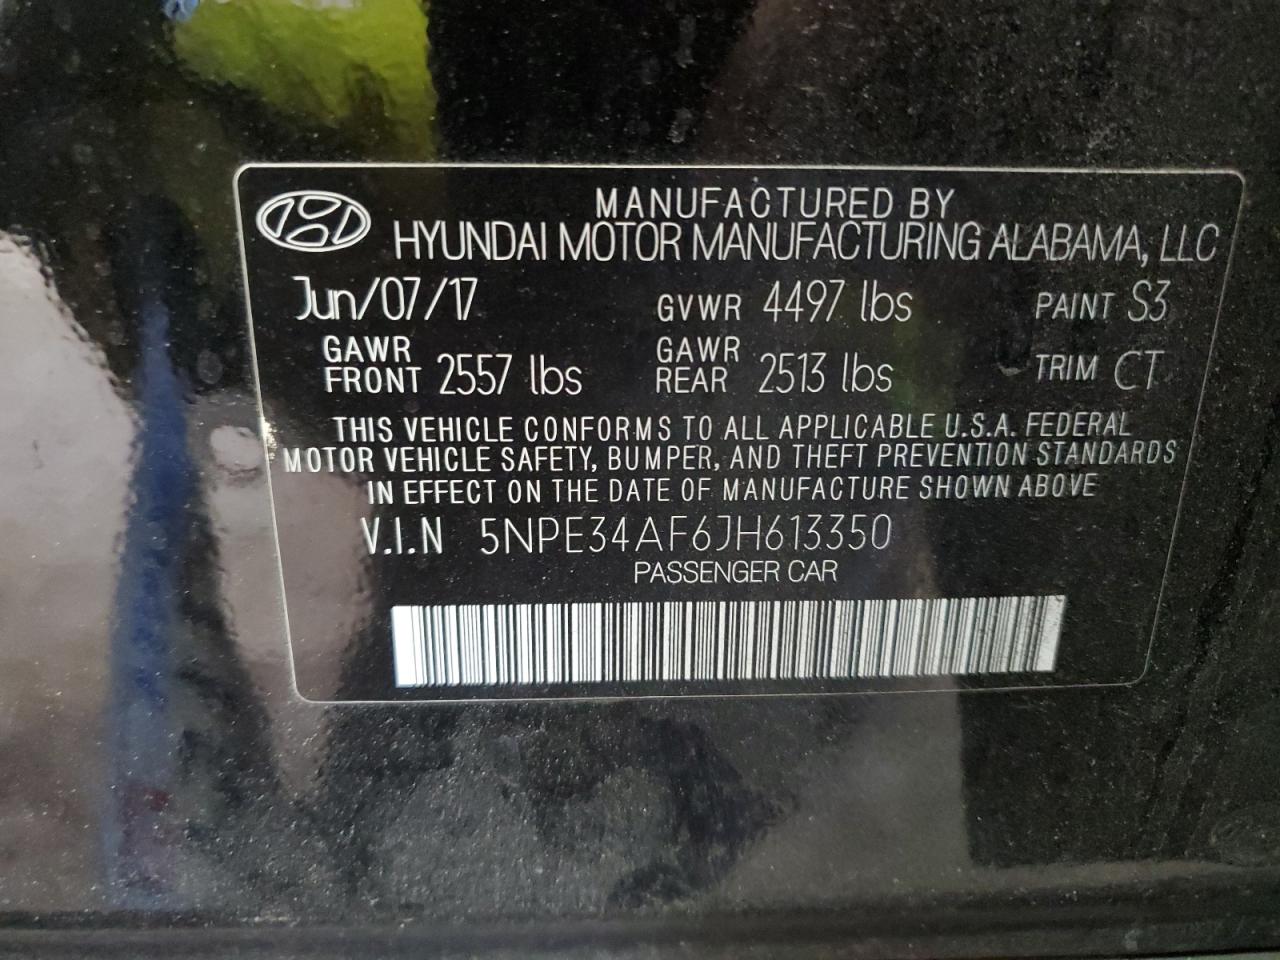 MANUFACTURED BY
HYUNDAI MOTOR MANUFACTURING ALABAMA, LLC
Jun/07/17 GVWR 4497 lbs PAINT S3
GAWR FRONT 2557 lbs GAWR REAR 2513 lbs TRIM CT
THIS VEHICLE CONFORMS TO ALL APPLICABLE U.S.A. FEDERAL
MOTOR VEHICLE SAFETY, BUMPER, AND THEFT PREVENTION STANDARDS
IN EFFECT ON THE DATE OF MANUFACTURE SHOWN ABOVE
V.I.N 5NPE34AF6JH613350
PASSENGER CAR